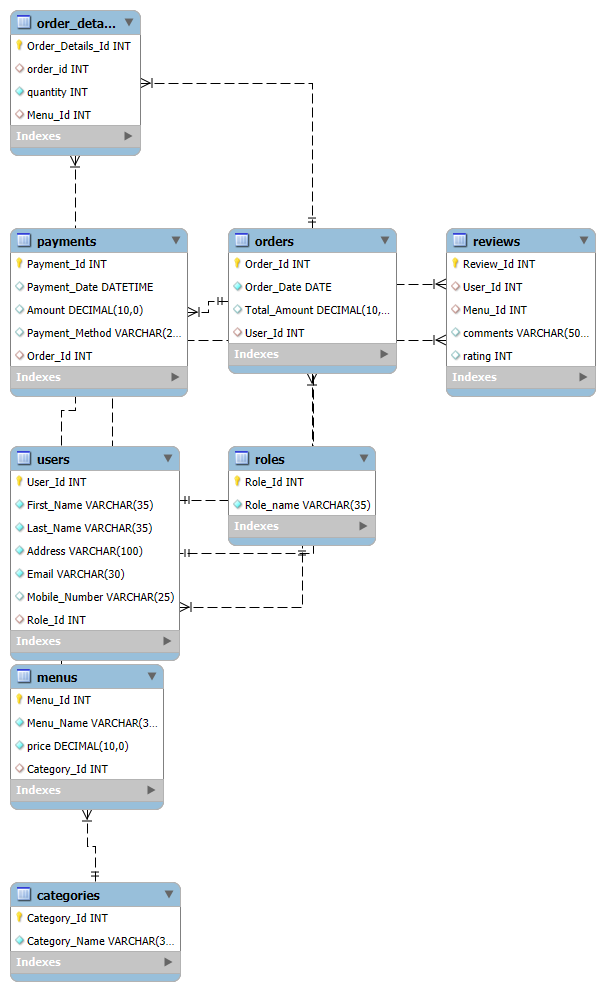 order_deta...
Order_Details_Id INT
order_id INT
quantity INT
Menu_Id INT
Indexes
payments
Payment_Id INT
Payment_Date DATETIME
Amount DECIMAL(10,0)
Payment_Method VARCHAR(2...
Order_Id INT
Indexes
orders
Order_Id INT
Order_Date DATE
Total_Amount DECIMAL(10,...
User_Id INT
Indexes
reviews
Review_Id INT
User_Id INT
Menu_Id INT
comments VARCHAR(50...
rating INT
Indexes
users
User_Id INT
First_Name VARCHAR(35)
Last_Name VARCHAR(35)
Address VARCHAR(100)
Email VARCHAR(30)
Mobile_Number VARCHAR(25)
Role_Id INT
Indexes
roles
Role_Id INT
Role_name VARCHAR(35)
Indexes
menus
Menu_Id INT
Menu_Name VARCHAR(3...
price DECIMAL(10,0)
Category_Id INT
Indexes
categories
Category_Id INT
Category_Name VARCHAR(3...
Indexes